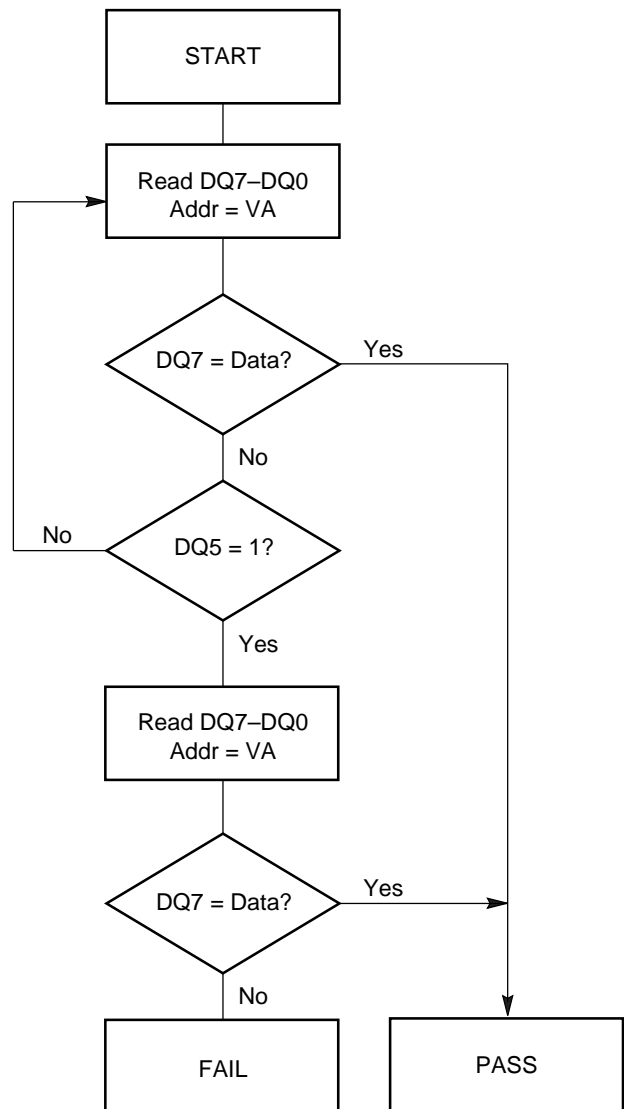 START
Read DQ7–DQ0
Addr = VA
DQ7 = Data?
Yes
No
No
DQ5 = 1?
Yes
Read DQ7–DQ0
Addr = VA
DQ7 = Data?
Yes
No
FAIL
PASS